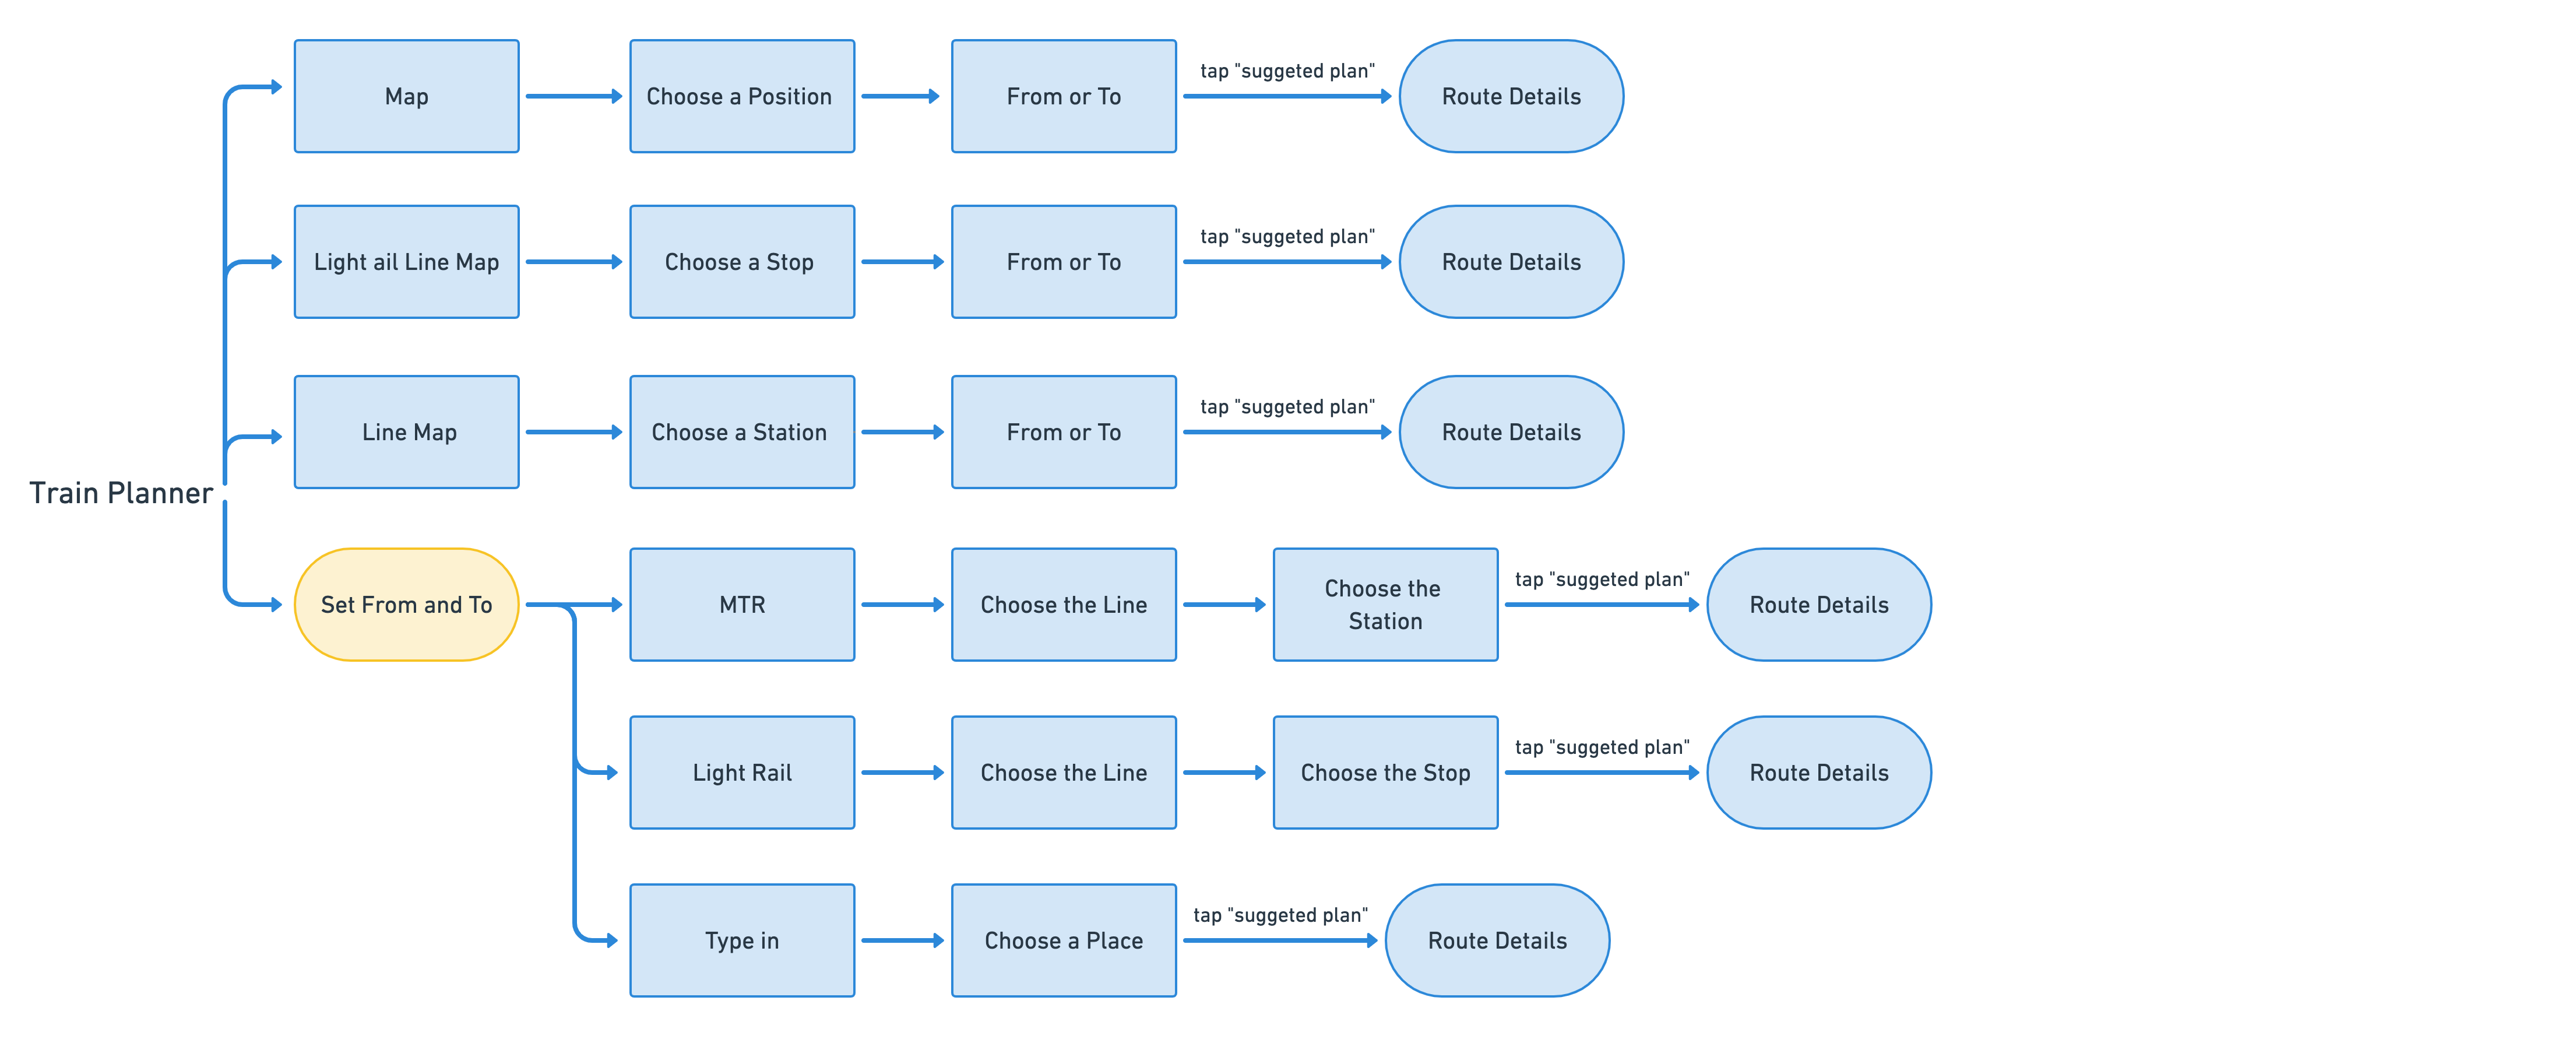 Map
Choose a Position
From or To
tap "suggeted plan"
Route Details
Light ail Line Map
Choose a Stop
From or To
tap "suggeted plan"
Route Details
Line Map
Choose a Station
From or To
tap "suggeted plan"
Route Details
Train Planner
Set From and To
MTR
Choose the Line
Choose the
Station
tap "suggeted plan"
Route Details
Light Rail
Choose the Line
Choose the Stop
tap "suggeted plan"
Route Details
Type in
Choose a Place
tap "suggeted plan"
Route Details